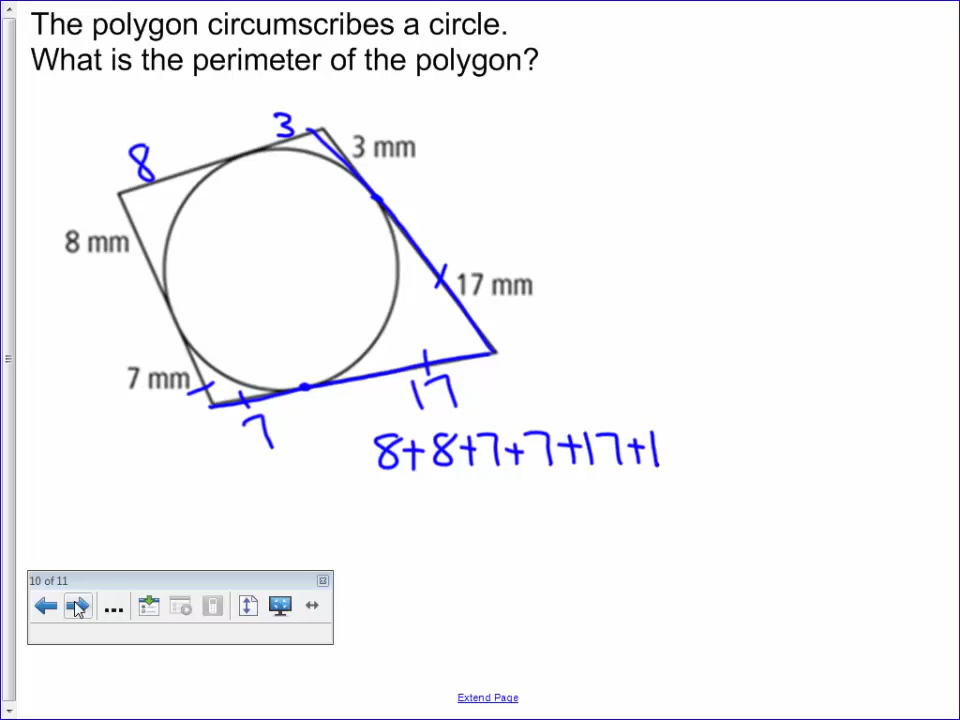 The polygon circumscribes a circle.
What is the perimeter of the polygon?
3
3 mm
8
8 mm
17 mm
7 mm
17
7
8+8+7+7+17+1
10 of 11
...
Extend Page